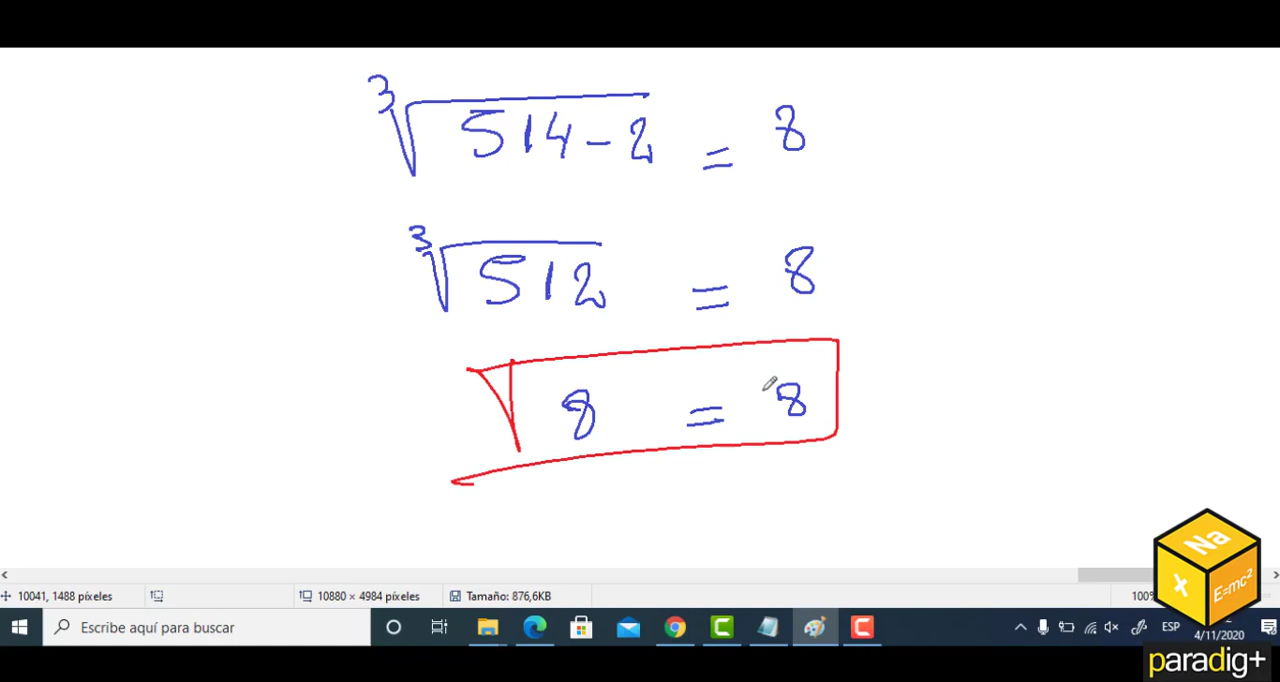 ∛(514-2) = 8
∛512 = 8
8 = 8
Na
X
E=mc²
10041, 1488 píxeles
10880 × 4984 píxeles
Tamaño: 876,6KB
100%
Escribe aquí para buscar
ESP
4/11/2020
paradig+